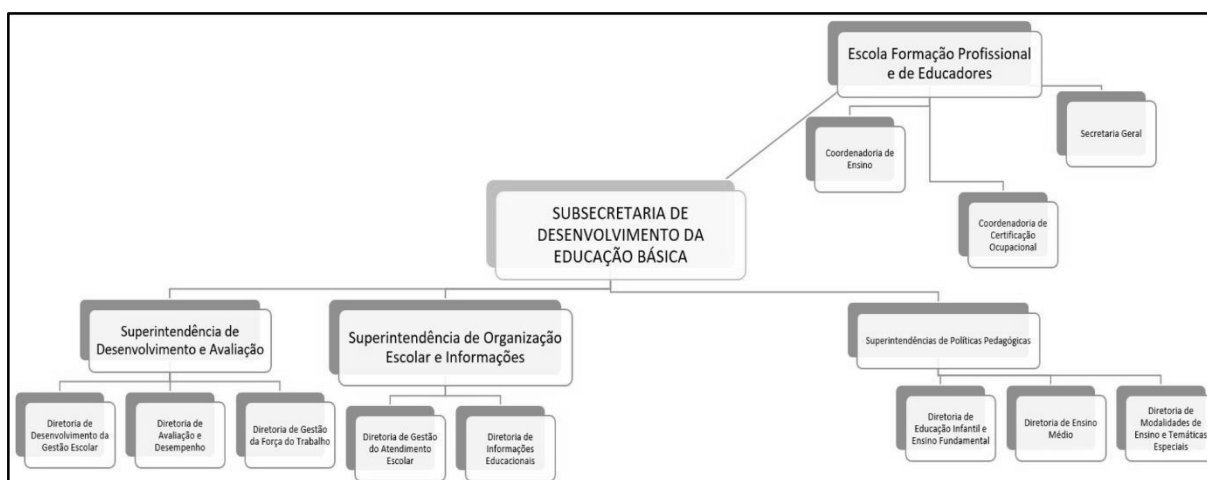 Escola Formação Profissional
e de Educadores
Secretaria Geral
Coordenadoria de
Ensino
Coordenadoria de
Certificação
Ocupacional
SUBSECRETARIA DE
DESENVOLVIMENTO DA
EDUCAÇÃO BÁSICA
Superintendência de
Desenvolvimento e Avaliação
Superintendência de Organização
Escolar e Informações
Superintendências de Políticas Pedagógicas
Diretoria de
Desenvolvimento da
Gestão Escolar
Diretoria de
Avaliação e
Desempenho
Diretoria de Gestão
da Força do Trabalho
Diretoria de Gestão
do Atendimento
Escolar
Diretoria de
Informações
Educacionais
Diretoria de
Educação Infantil e
Ensino Fundamental
Diretoria de Ensino
Médio
Diretoria de
Modalidades de
Ensino e Temáticas
Especiais